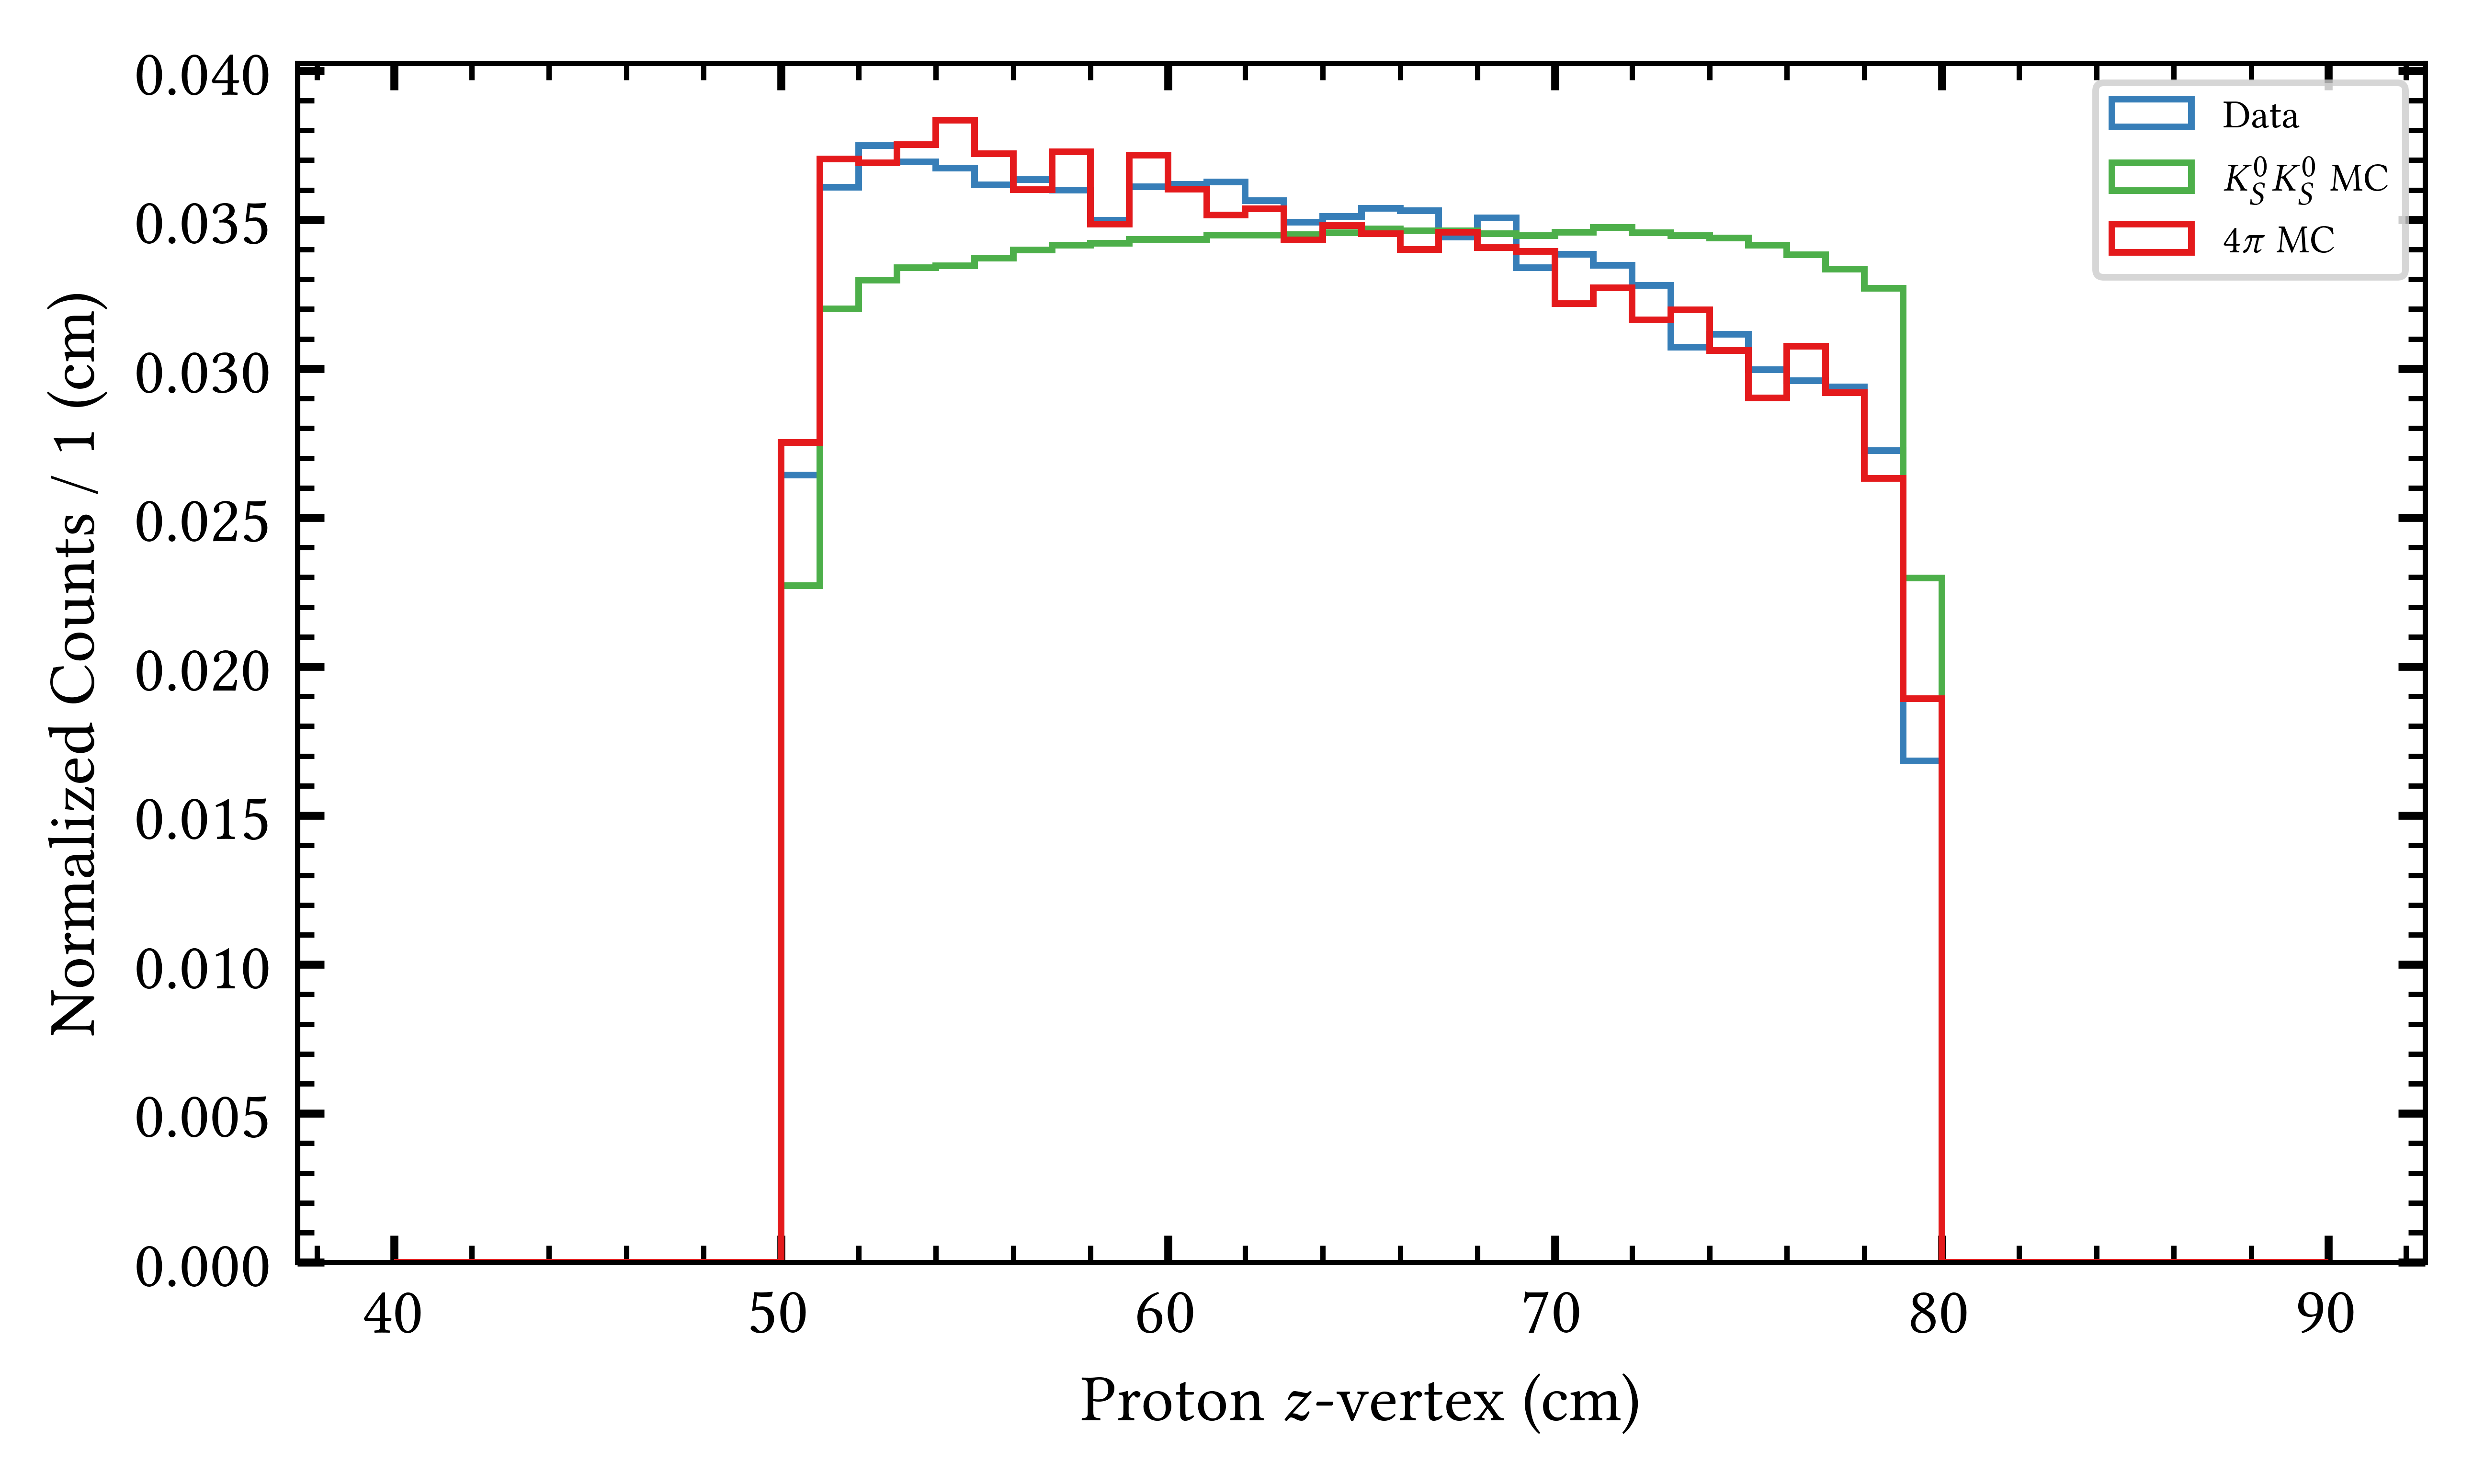 0.040
0.035
0.030
0.025
0.020
0.015
0.010
0.005
0.000
Normalized Counts / 1 (cm)
40 50 60 70 80 90
Proton z-vertex (cm)
Data
K_S^0 K_S^0 MC
4π MC